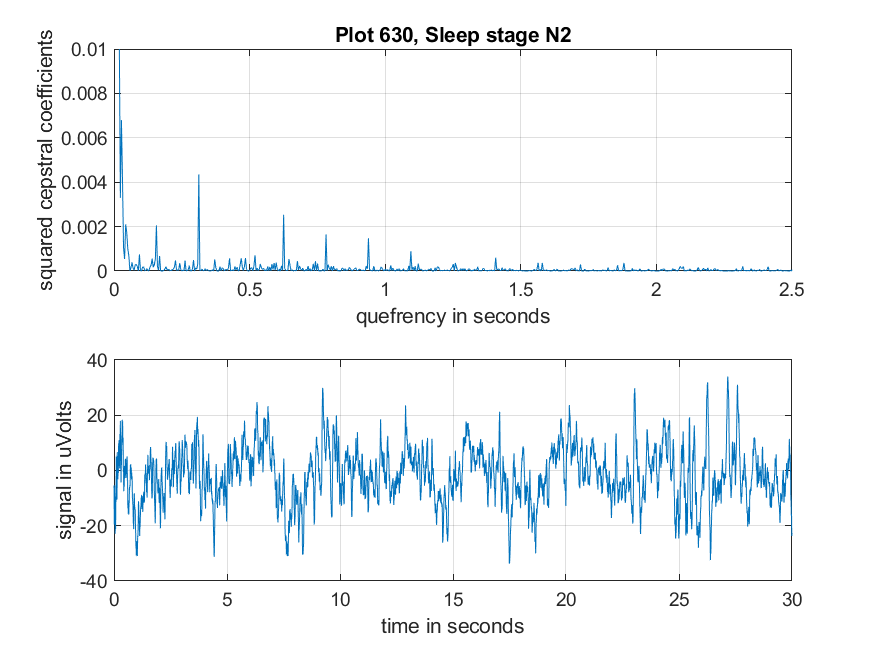 Plot 630, Sleep stage N2
squared cepstral coefficients
0.01
0.008
0.006
0.004
0.002
0
0 0.5 1 1.5 2 2.5
quefrency in seconds
signal in uVolts
40
20
0
-20
-40
0 5 10 15 20 25 30
time in seconds